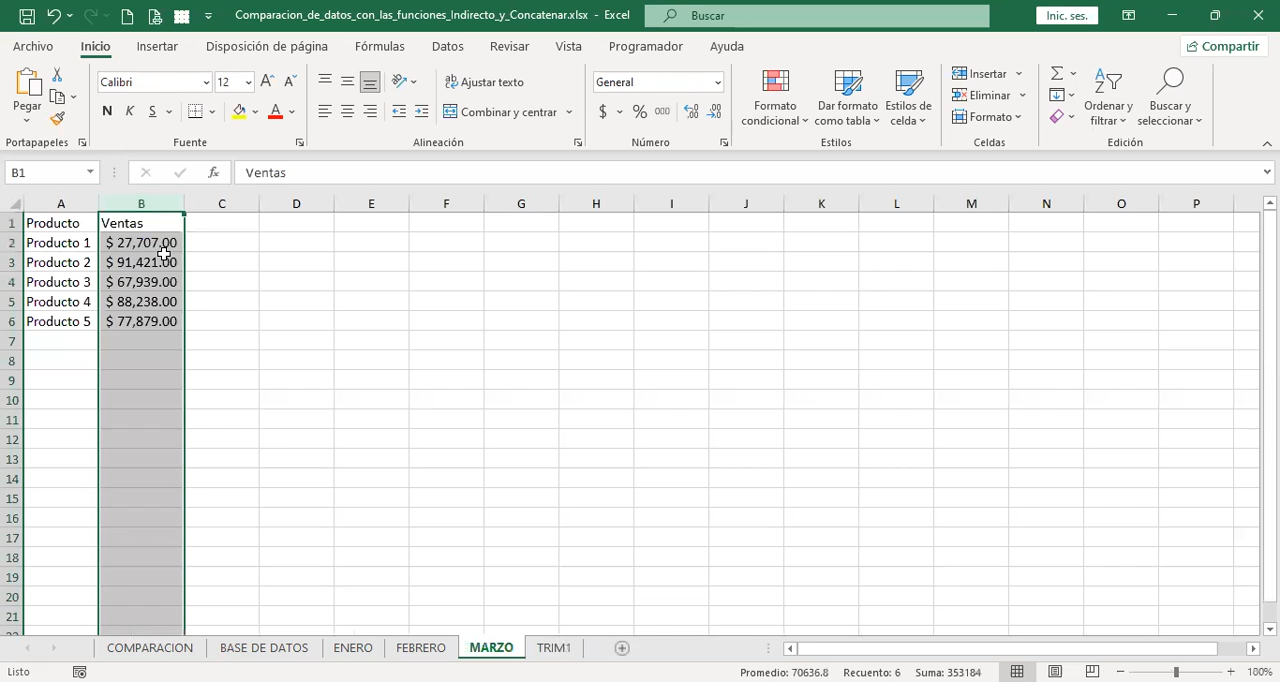 Comparacion_de_datos_con_las_funciones_Indirecto_y_Concatenar.xlsx - Excel
Buscar
Inic. ses.
Archivo Inicio Insertar Disposición de página Fórmulas Datos Revisar Vista Programador Ayuda
Compartir
Pegar
Calibri 12
N K S
Ajustar texto
Combinar y centrar
General
$ % 000
Formato condicional
Dar formato como tabla
Estilos de celda
Insertar
Eliminar
Formato
Ordenar y filtrar
Buscar y seleccionar
Portapapeles Fuente Alineación Número Estilos Celdas Edición
B1 fx Ventas
A B C D E F G H I J K L M N O P
1 Producto Ventas
2 Producto 1 $ 27,707.00
3 Producto 2 $ 91,421.00
4 Producto 3 $ 67,939.00
5 Producto 4 $ 88,238.00
6 Producto 5 $ 77,879.00
7
8
9
10
11
12
13
14
15
16
17
18
19
20
21
22
COMPARACION BASE DE DATOS ENERO FEBRERO MARZO TRIM1
Listo Promedio: 70636.8 Recuento: 6 Suma: 353184 100%